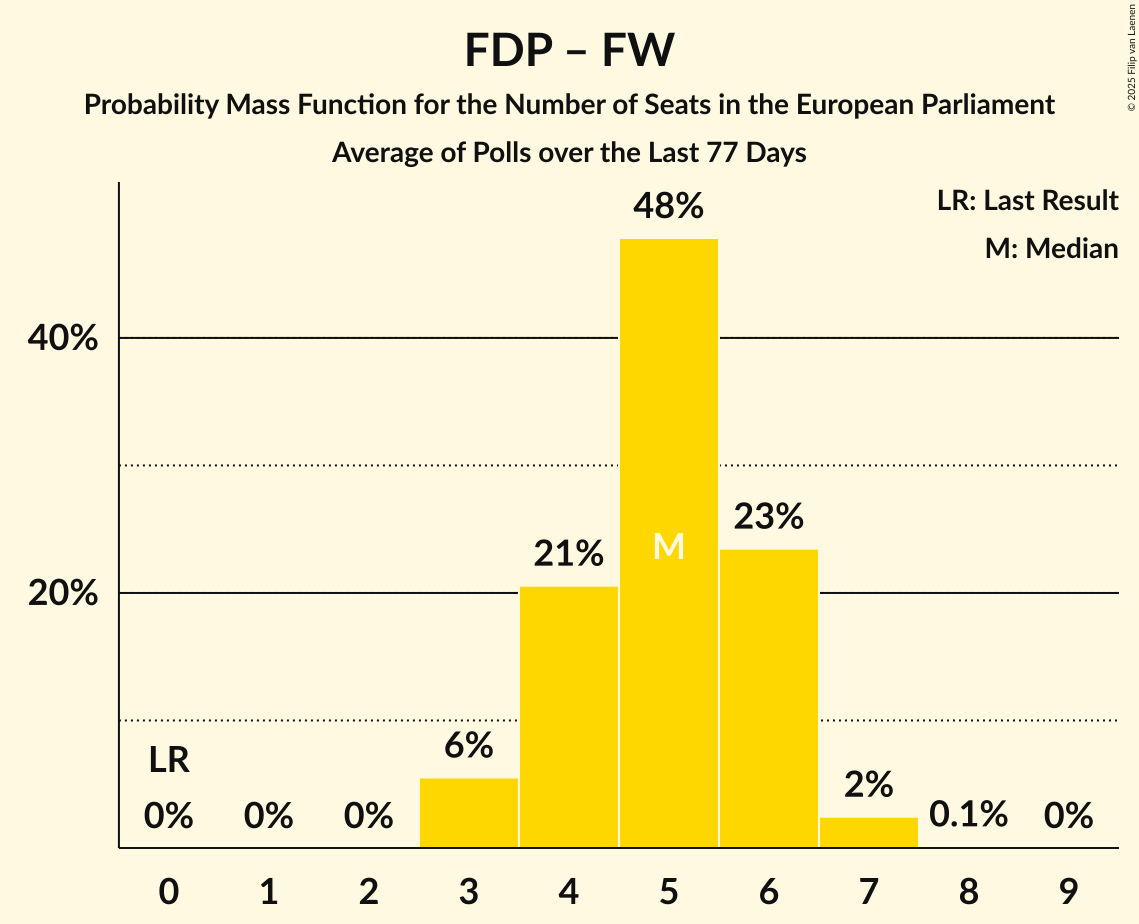 FDP – FW
Probability Mass Function for the Number of Seats in the European Parliament
Average of Polls over the Last 77 Days
© 2025 Filip van Laenen
LR: Last Result
M: Median
48%
40%
23%
M
21%
20%
6%
LR
2%
0%
0%
0%
0.1%
0%
0
1
2
3
4
5
6
7
8
9